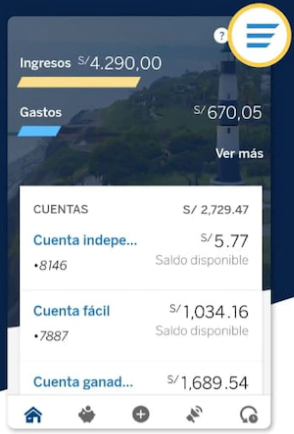 ?
Ingresos S/4.290,00
Gastos S/670,05
Ver más
CUENTAS S/ 2,729.47
Cuenta indepe... S/5.77
•8146 Saldo disponible
Cuenta fácil S/1,034.16
•7887 Saldo disponible
Cuenta ganad... S/1,689.54